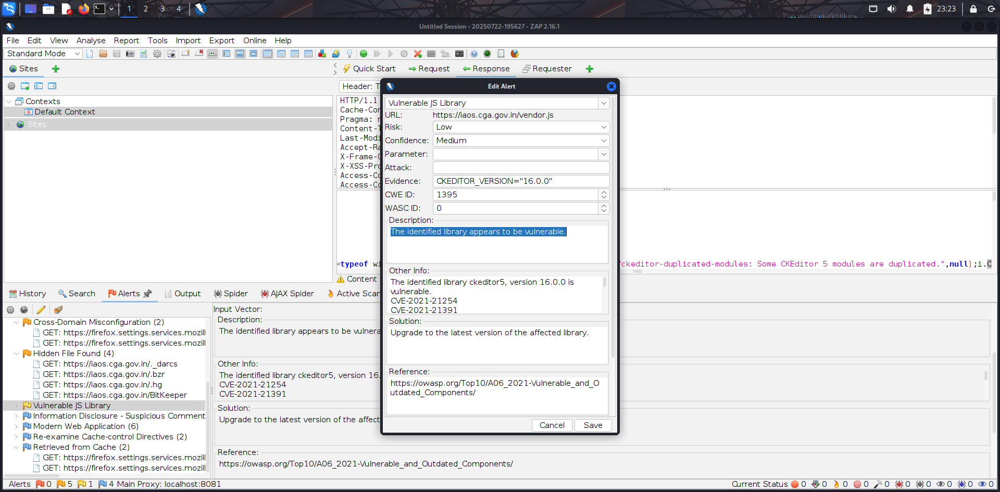 1 2 3 4
23:23
Untitled Session - 20250722-195627 - ZAP 2.16.1
File Edit View Analyse Report Tools Import Export Online Help
Standard Mode
Sites
Quick Start Request Response Requester
Header: T
Contexts
Default Context
Sites
HTTP/1.1
Cache-Con
Pragma: n
Content-T
Last-Modi
Accept-Ra
X-Frame-O
X-XSS-Pro
Access-Co
Access-Co
=typeof wi
"ckeditor-duplicated-modules: Some CKEditor 5 modules are duplicated.",null);i.C
Content
Edit Alert
Vulnerable JS Library
URL: https://iaos.cga.gov.in/vendor.js
Risk: Low
Confidence: Medium
Parameter:
Attack:
Evidence: CKEDITOR_VERSION="16.0.0"
CWE ID: 1395
WASC ID: 0
Description:
The identified library appears to be vulnerable.
Other Info:
The identified library ckeditor5, version 16.0.0 is
vulnerable.
CVE-2021-21254
CVE-2021-21391
Solution:
Upgrade to the latest version of the affected library.
Reference:
https://owasp.org/Top10/A06_2021-Vulnerable_and_O
utdated_Components/
Cancel Save
History Search Alerts Output Spider AJAX Spider Active Scan
Cross-Domain Misconfiguration (2)
GET: https://firefox.settings.services.mozill
GET: https://firefox.settings.services.mozill
Hidden File Found (4)
GET: https://iaos.cga.gov.in/._darcs
GET: https://iaos.cga.gov.in/.bzr
GET: https://iaos.cga.gov.in/.hg
GET: https://iaos.cga.gov.in/BitKeeper
Vulnerable JS Library
Information Disclosure - Suspicious Comment
Modern Web Application (6)
Re-examine Cache-control Directives (2)
Retrieved from Cache (2)
GET: https://firefox.settings.services.mozill
GET: https://firefox.settings.services.mozill
Input Vector:
Description:
The identified library appears to be vulnera
Other Info:
The identified library ckeditor5, version 16.
CVE-2021-21254
CVE-2021-21391
Solution:
Upgrade to the latest version of the affect
Reference:
https://owasp.org/Top10/A06_2021-Vulnerable_and_Outdated_Components/
Alerts 0 5 1 4 Main Proxy: localhost:8081
Current Status 0 0 0 0 0 0 0 0 0 0